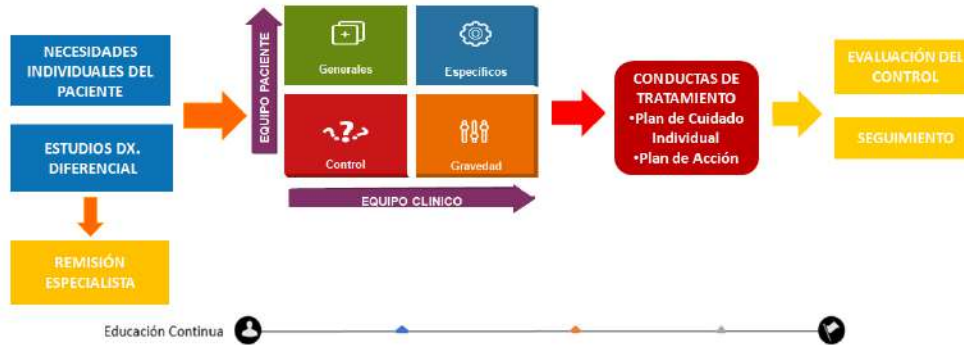 NECESIDADES
INDIVIDUALES DEL
PACIENTE
ESTUDIOS DX.
DIFERENCIAL
REMISIÓN
ESPECIALISTA
EQUIPO PACIENTE
Generales
Específicos
Control
Gravedad
EQUIPO CLINICO
CONDUCTAS DE
TRATAMIENTO
•Plan de Cuidado
Individual
•Plan de Acción
EVALUACIÓN DEL
CONTROL
SEGUIMIENTO
Educación Continua